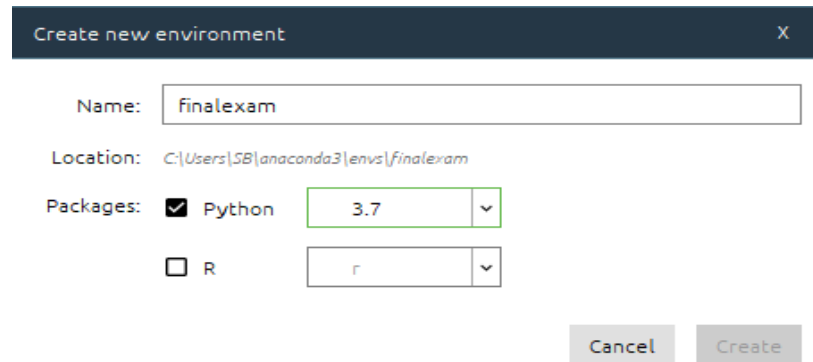 Create new environment X
Name: finalexam
Location: C:\Users\SB\anaconda3\envs\finalexam
Packages: Python 3.7
R r
Cancel Create